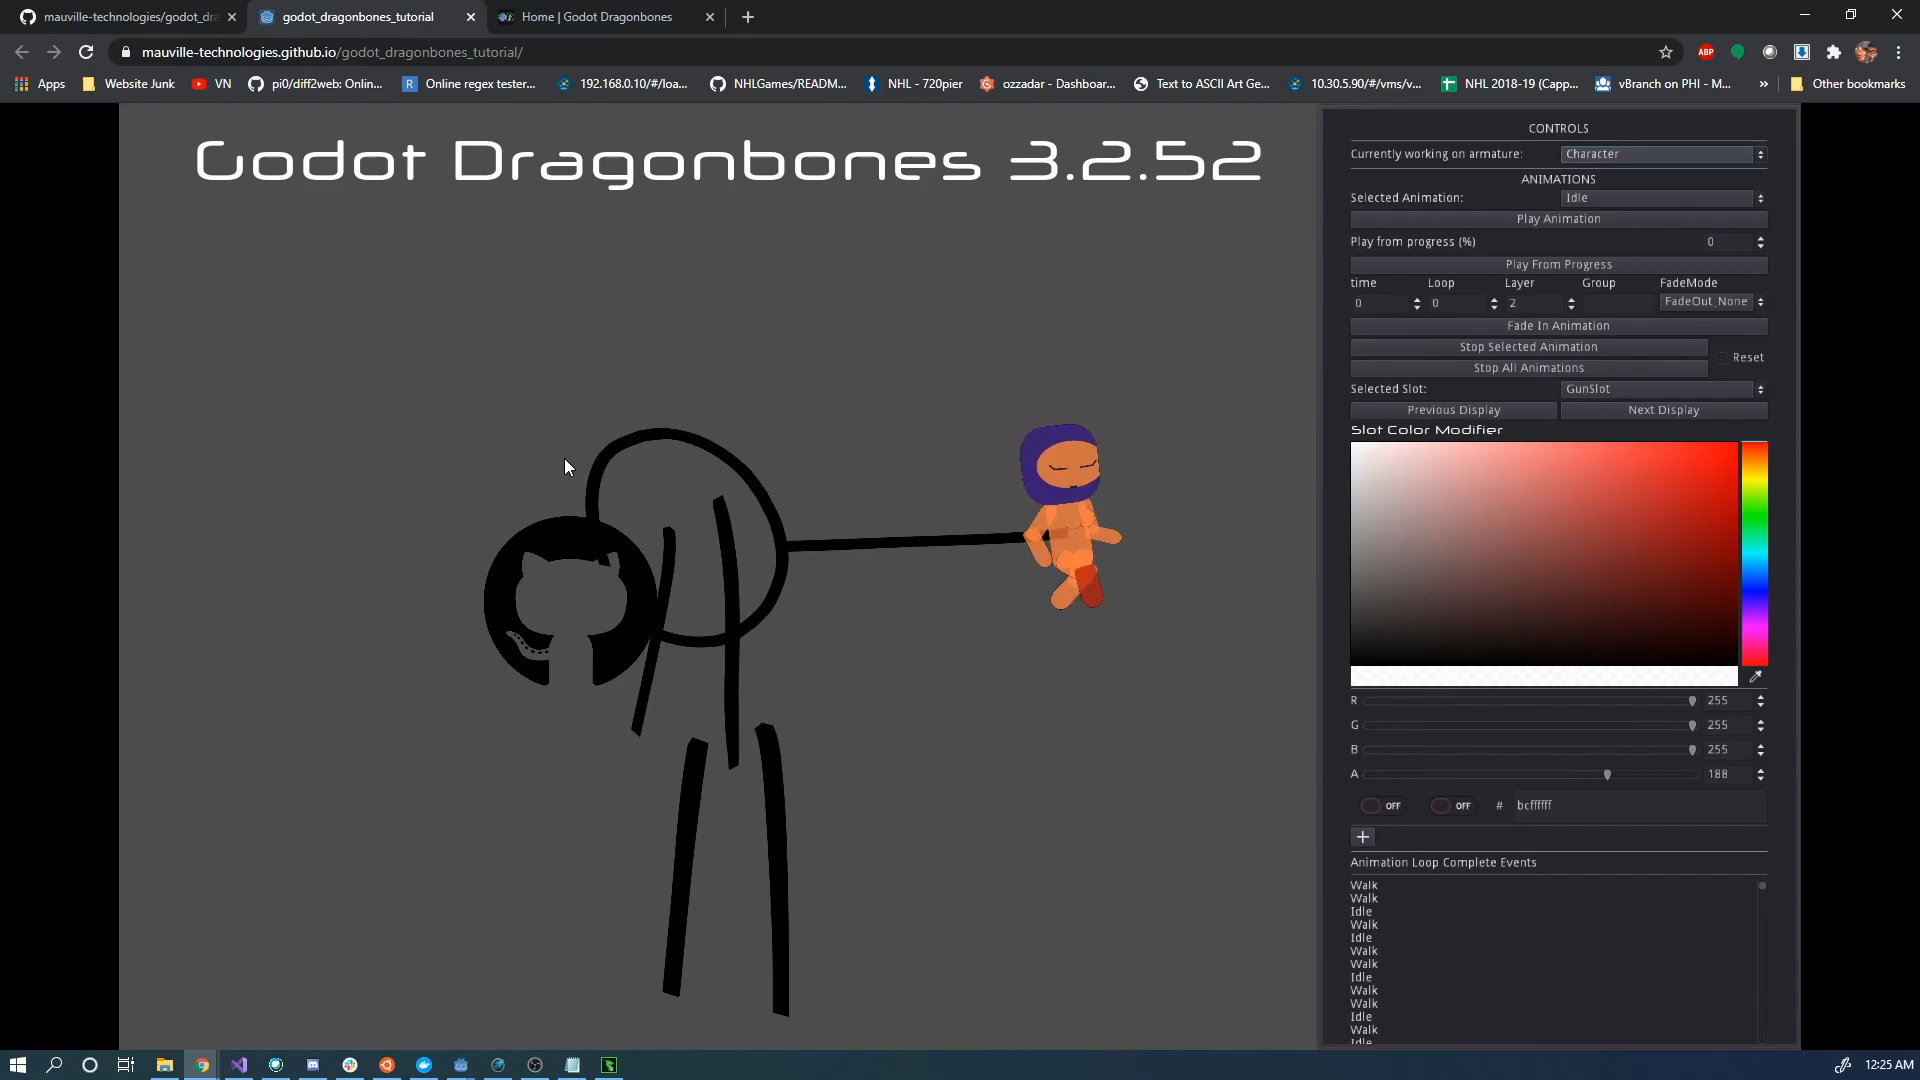 mauville-technologies/godot_dra
godot_dragonbones_tutorial
Home | Godot Dragonbones
mauville-technologies.github.io/godot_dragonbones_tutorial/
ABP
Apps
Website Junk
VN
pi0/diff2web: Onlin...
R
Online regex tester...
192.168.0.10/#/loa...
NHLGames/READM...
NHL - 720pier
ozzadar - Dashboar...
Text to ASCII Art Ge...
10.30.5.90/#/vms/v...
NHL 2018-19 (Capp...
vBranch on PHI - M...
»
Other bookmarks
Godot Dragonbones 3.2.52
CONTROLS
Currently working on armature: Character
ANIMATIONS
Selected Animation: Idle
Play Animation
Play from progress (%) 0
Play From Progress
time Loop Layer Group FadeMode
0 0 2 FadeOut_None
Fade In Animation
Stop Selected Animation
Reset
Stop All Animations
Selected Slot: GunSlot
Previous Display Next Display
Slot Color Modifier
R 255
G 255
B 255
A 188
OFF OFF # bcffffff
+
Animation Loop Complete Events
Walk
Walk
Idle
Walk
Idle
Walk
Walk
Idle
Walk
Walk
Idle
Walk
Idle
12:25 AM